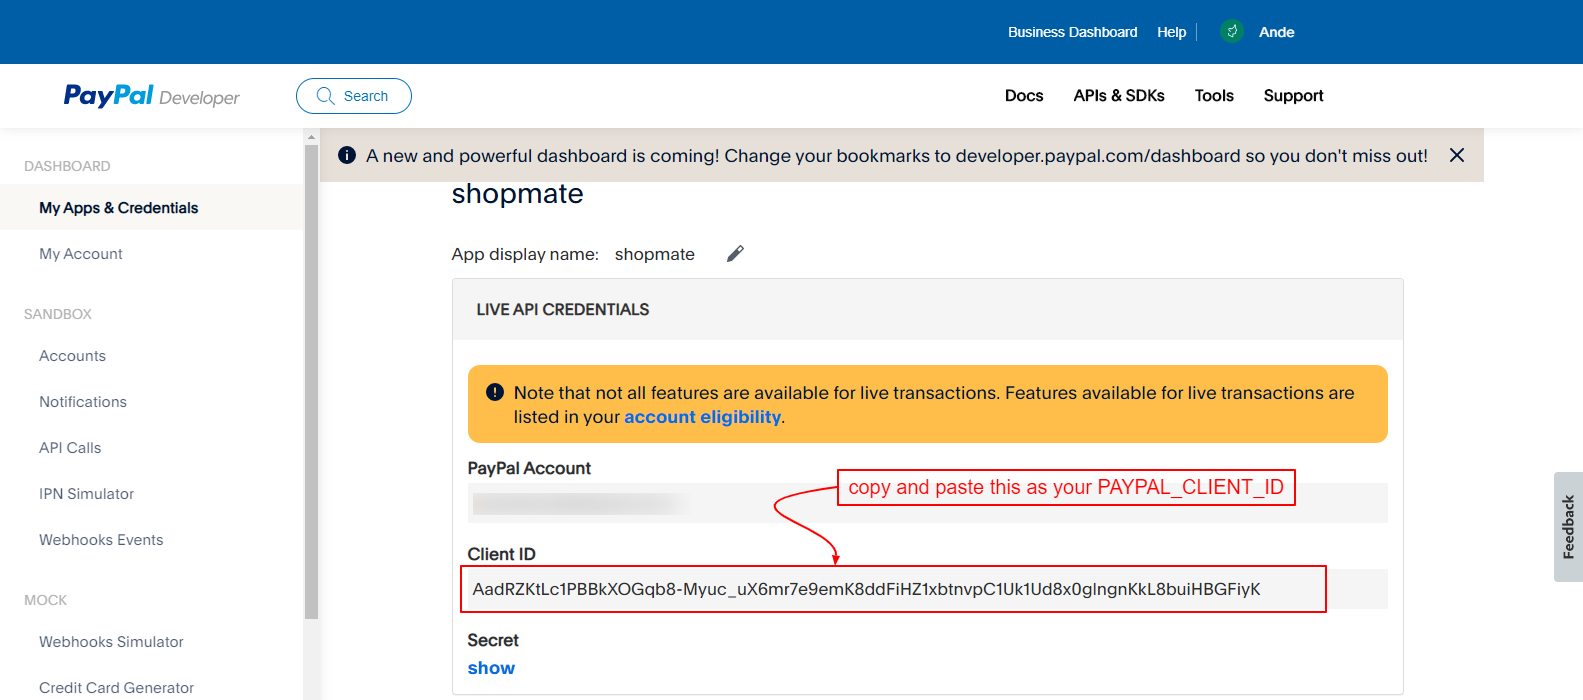 Business Dashboard Help Ande
PayPal Developer Search Docs APIs & SDKs Tools Support
DASHBOARD
My Apps & Credentials
My Account
SANDBOX
Accounts
Notifications
API Calls
IPN Simulator
Webhooks Events
MOCK
Webhooks Simulator
Credit Card Generator
A new and powerful dashboard is coming! Change your bookmarks to developer.paypal.com/dashboard so you don't miss out!
shopmate
App display name: shopmate
LIVE API CREDENTIALS
Note that not all features are available for live transactions. Features available for live transactions are
listed in your account eligibility.
PayPal Account
copy and paste this as your PAYPAL_CLIENT_ID
Client ID
AadRZKtLc1PBBkXOGqb8-Myuc_uX6mr7e9emK8ddFiHZ1xbtnvpC1Uk1Ud8x0glngnKkL8buiHBGFiyK
Secret
show
Feedback